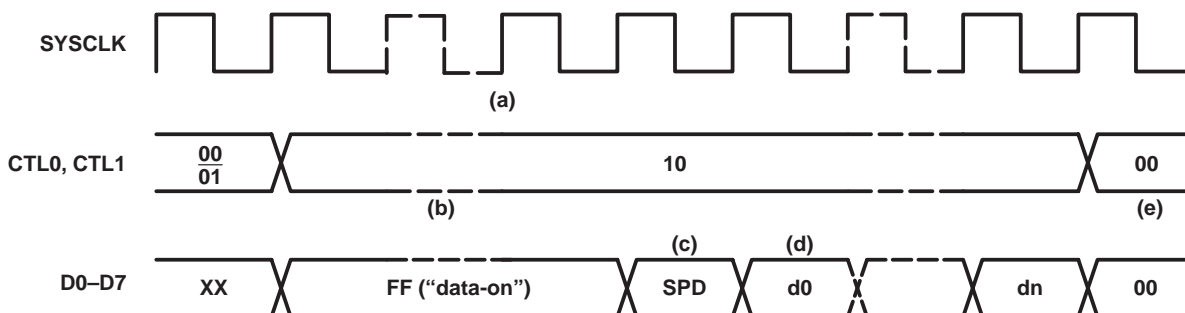 SYSCLK
(a)
CTL0, CTL1
00
01
10
00
(b)
(e)
(c)
(d)
D0–D7
XX
FF (“data-on”)
SPD
d0
dn
00